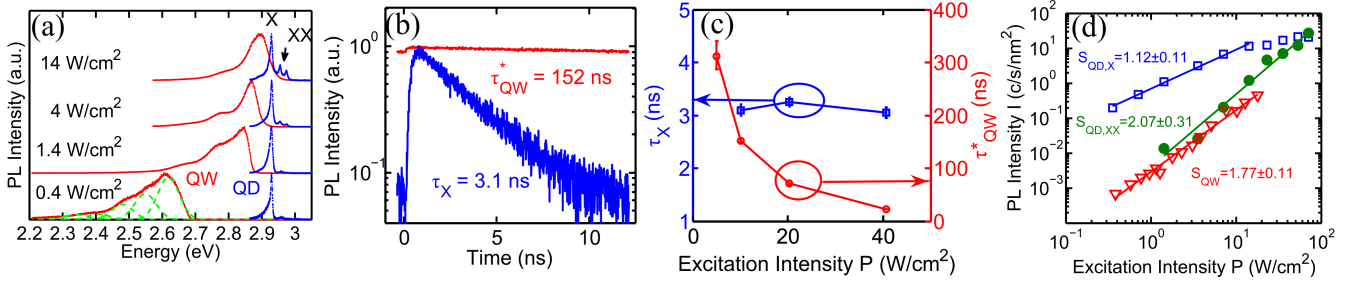 (a)
PL Intensity (a.u.)
X
XX
14 W/cm²
4 W/cm²
1.4 W/cm²
0.4 W/cm²
QW
QD
2.2 2.3 2.4 2.5 2.6 2.7 2.8 2.9 3
Energy (eV)
(b)
PL Intensity (a.u.)
10⁰
10⁻¹
τ*QW = 152 ns
τX = 3.1 ns
0 5 10
Time (ns)
(c)
τX (ns)
5
4
3
2
1
400
300
200
100
0
τ*QW (ns)
0 10 20 30 40 50
Excitation Intensity P (W/cm²)
(d)
PL Intensity I (c/s/nm²)
10²
10¹
10⁰
10⁻¹
10⁻²
10⁻³
SQD,X=1.12±0.11
SQD,XX=2.07±0.31
SQW=1.77±0.11
10⁻¹ 10⁰ 10¹ 10²
Excitation Intensity P (W/cm²)